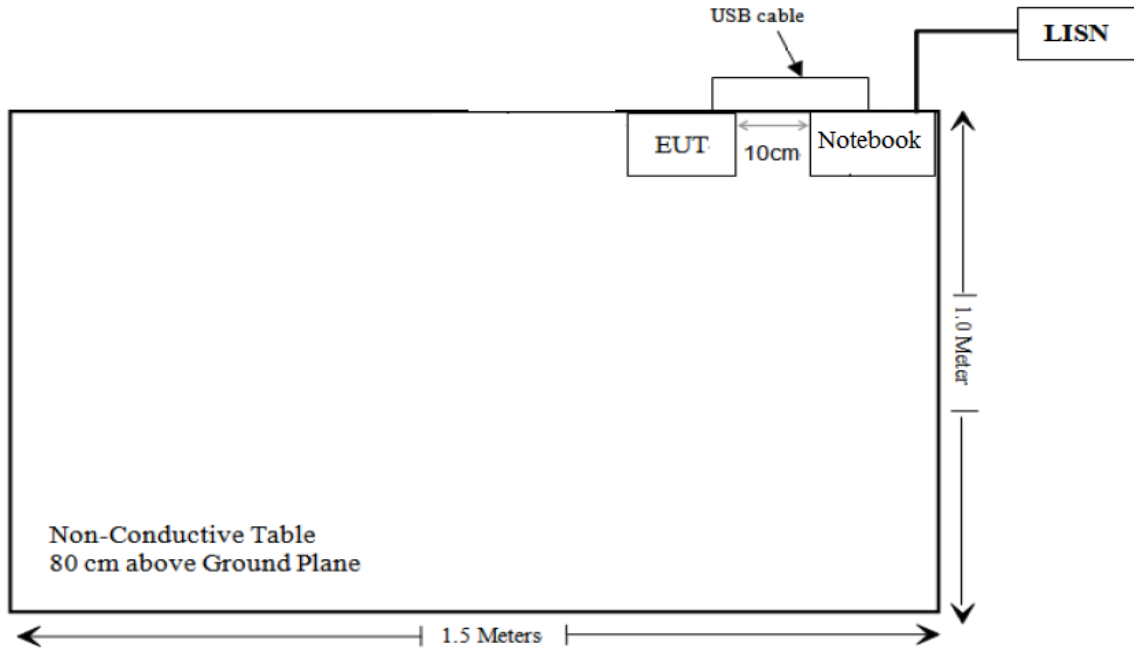 USB cable
LISN
EUT
10cm
Notebook
1.0 Meter
Non-Conductive Table
80 cm above Ground Plane
1.5 Meters